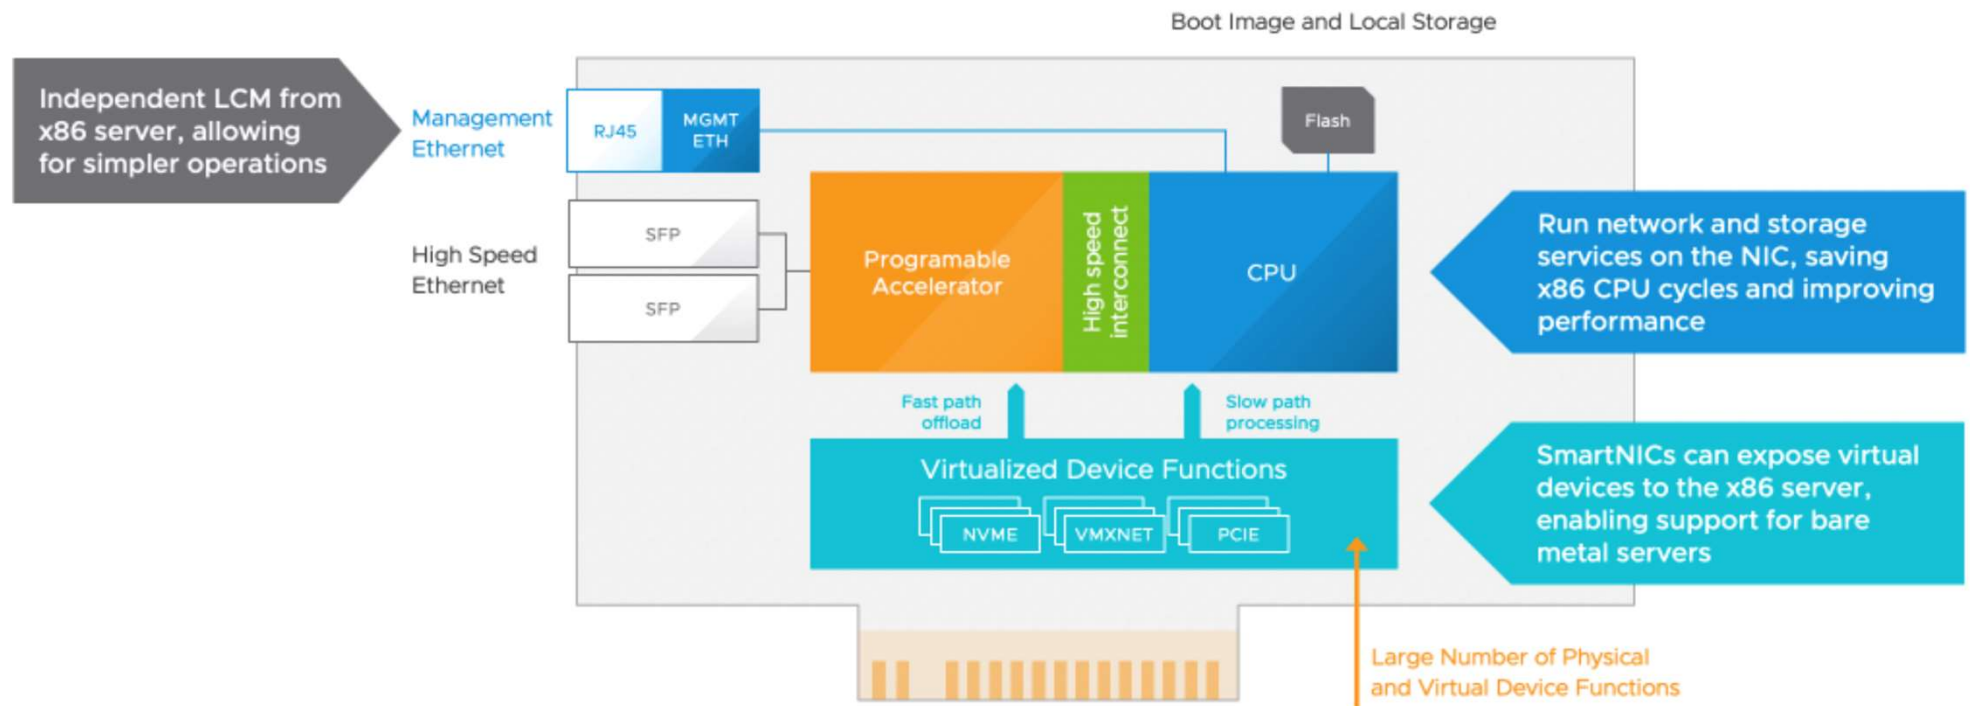 Boot Image and Local Storage
Independent LCM from
x86 server, allowing
for simpler operations
Management
Ethernet
RJ45
MGMT
ETH
Flash
High Speed
Ethernet
SFP
SFP
Programable
Accelerator
High speed
interconnect
CPU
Run network and storage
services on the NIC, saving
x86 CPU cycles and improving
performance
Fast path
offload
Slow path
processing
Virtualized Device Functions
NVME
VMXNET
PCIE
SmartNICs can expose virtual
devices to the x86 server,
enabling support for bare
metal servers
Large Number of Physical
and Virtual Device Functions